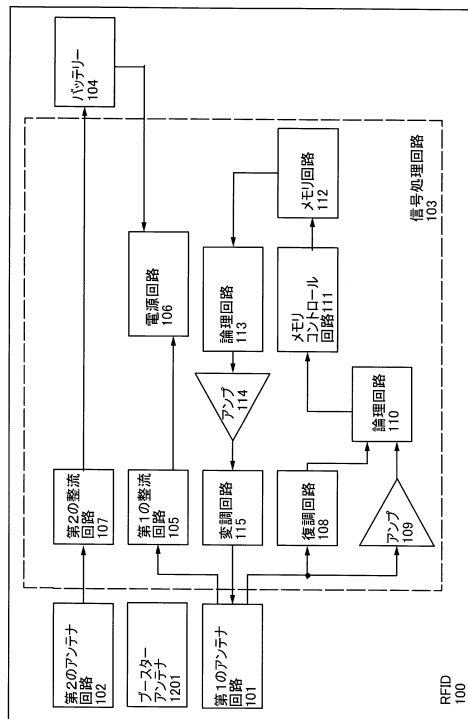 第2のアンテナ
回路
102
ブースター
アンテナ
1201
第1のアンテナ
回路
101
第2の整流
回路
107
第1の整流
回路
105
変調回路
115
復調回路
108
アンプ
109
アンプ
114
電源回路
106
論理回路
113
論理回路
110
メモリ
コントロール
回路111
メモリ回路
112
バッテリー
104
信号処理回路
103
RFID
100